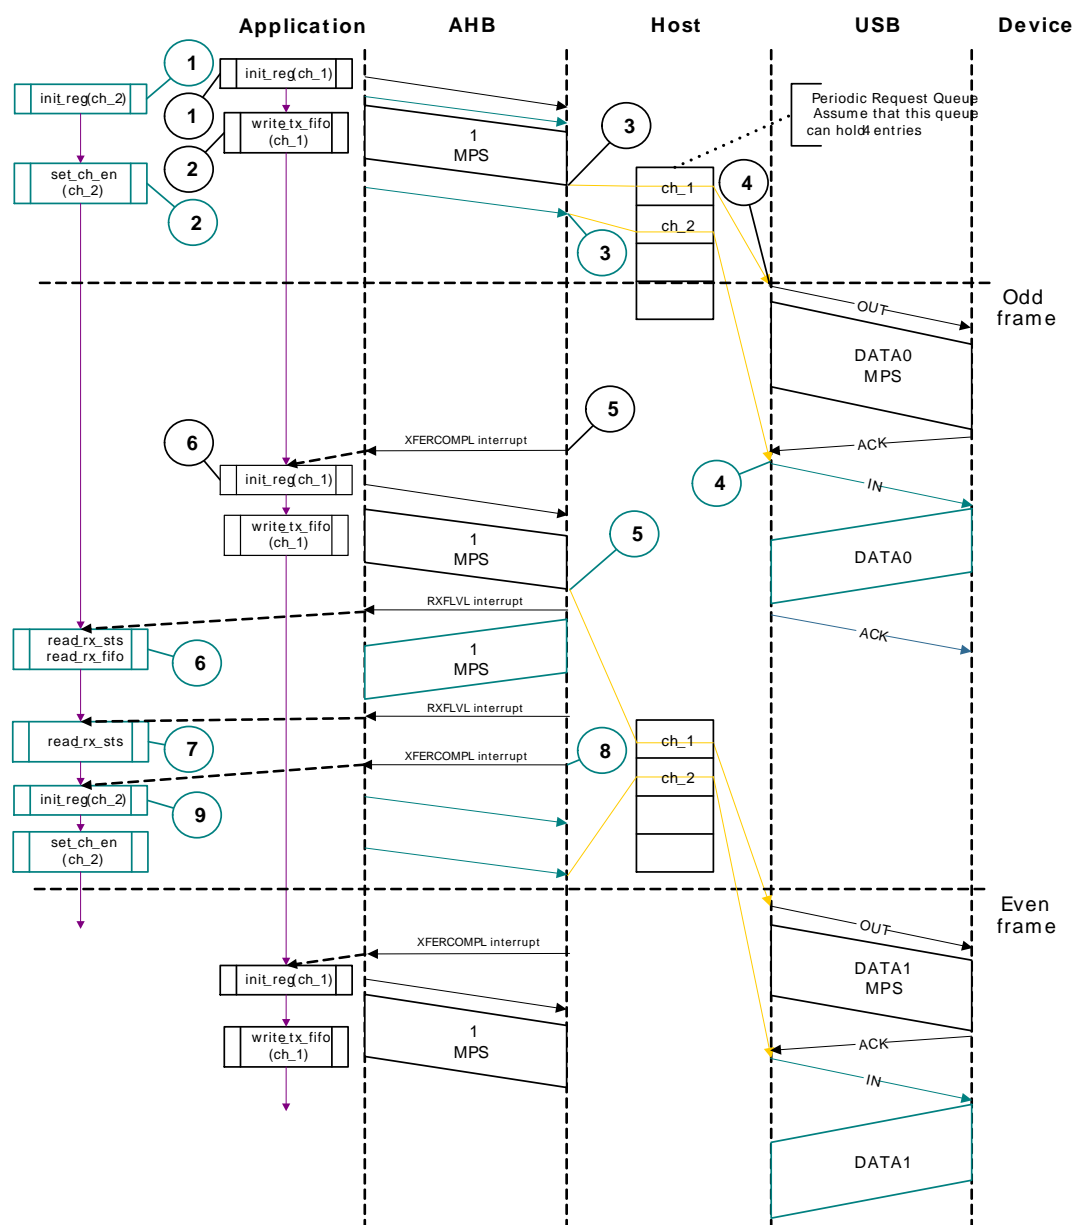 Application AHB Host USB Device
1
init_reg(ch_2)
init_reg(ch_1)
1
write_tx_fifo
(ch_1)
2
set_ch_en
(ch_2)
2
1
MPS
3
3
Periodic Request Queue
Assume that this queue
can hold 4 entries
4
ch_1
ch_2
Odd
frame
OUT
DATA0
MPS
ACK
5
XFERCOMPL interrupt
6
init_reg(ch_1)
4
IN
write_tx_fifo
(ch_1)
1
MPS
5
DATA0
RXFLVL interrupt
read_rx_sts
read_rx_fifo
6
1
MPS
ACK
RXFLVL interrupt
read_rx_sts
7
XFERCOMPL interrupt
8
ch_1
ch_2
init_reg(ch_2)
9
set_ch_en
(ch_2)
Even
frame
OUT
XFERCOMPL interrupt
init_reg(ch_1)
DATA1
MPS
write_tx_fifo
(ch_1)
1
MPS
ACK
IN
DATA1